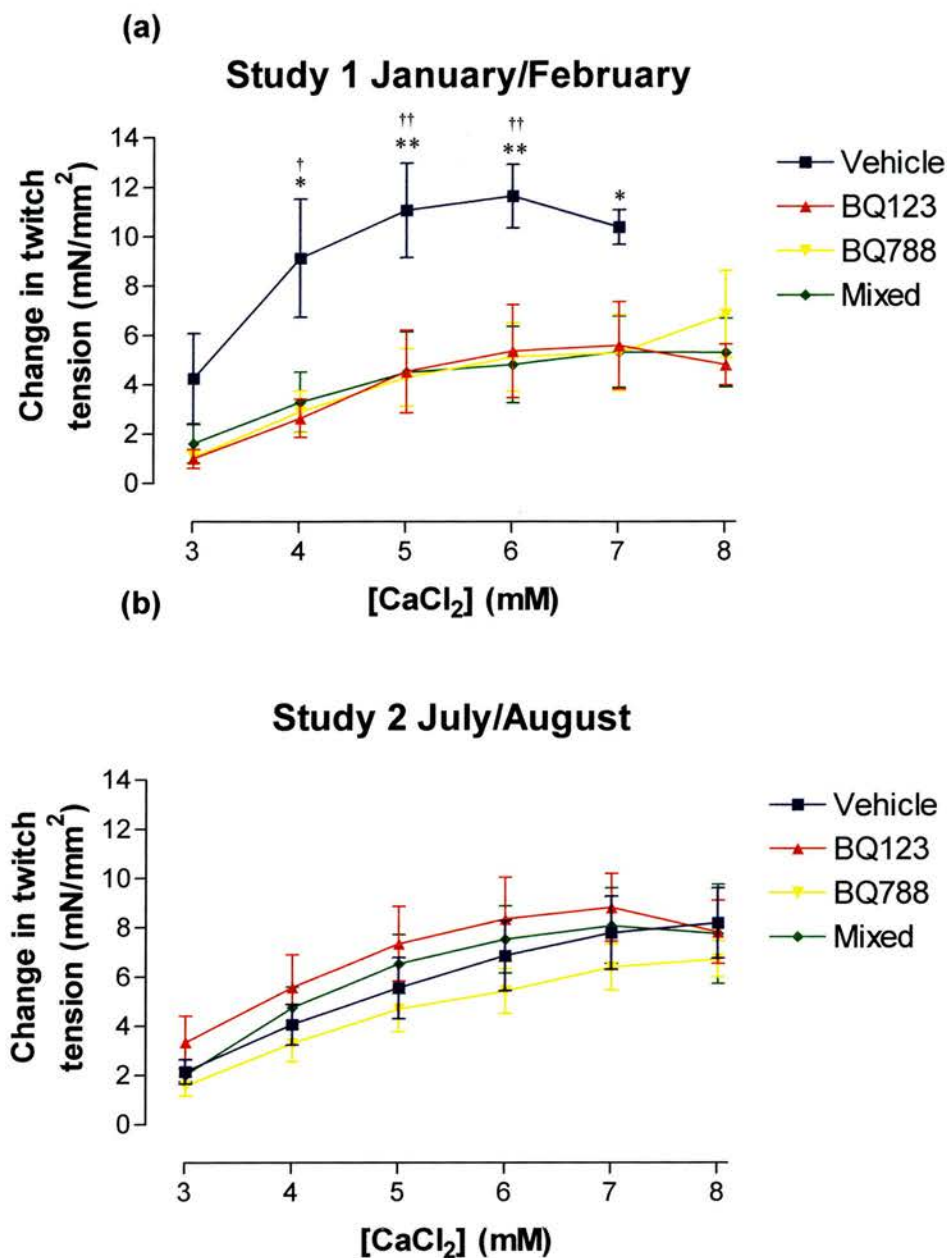 (a)
Study 1 January/February
Change in twitch
tension (mN/mm²)
14
12
10
8
6
4
2
0
†
*
††
**
††
**
*
Vehicle
BQ123
BQ788
Mixed
3 4 5 6 7 8
[CaCl₂] (mM)
(b)
Study 2 July/August
Change in twitch
tension (mN/mm²)
14
12
10
8
6
4
2
0
Vehicle
BQ123
BQ788
Mixed
3 4 5 6 7 8
[CaCl₂] (mM)